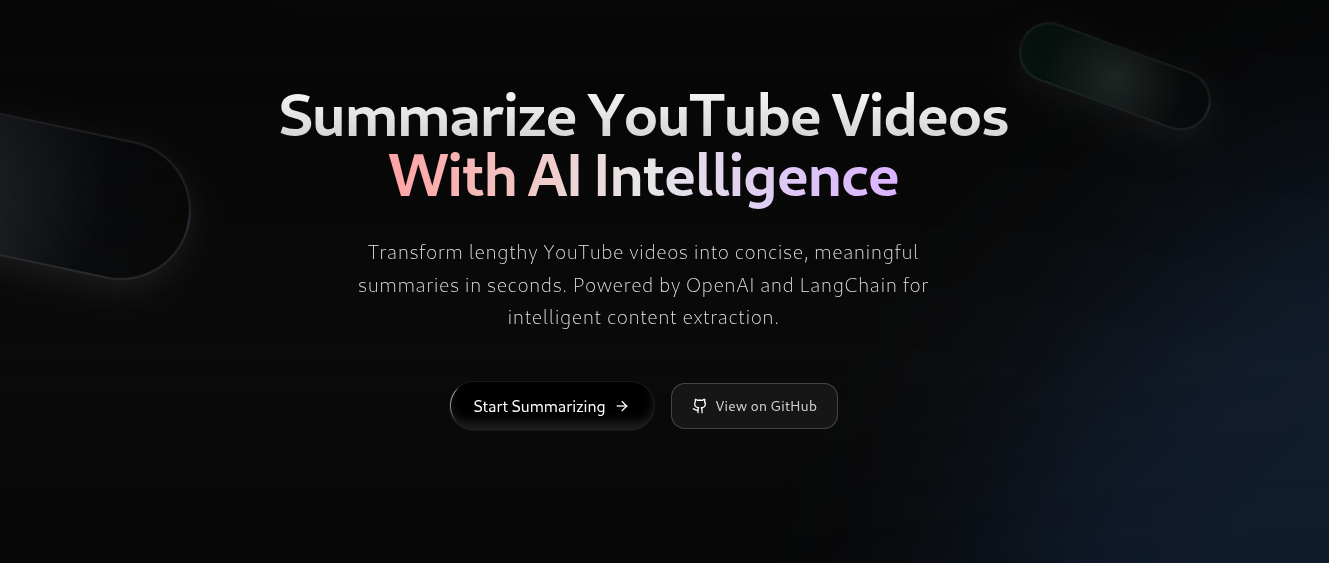 Summarize YouTube Videos
With AI Intelligence
Transform lengthy YouTube videos into concise, meaningful
summaries in seconds. Powered by OpenAI and LangChain for
intelligent content extraction.
Start Summarizing →
View on GitHub